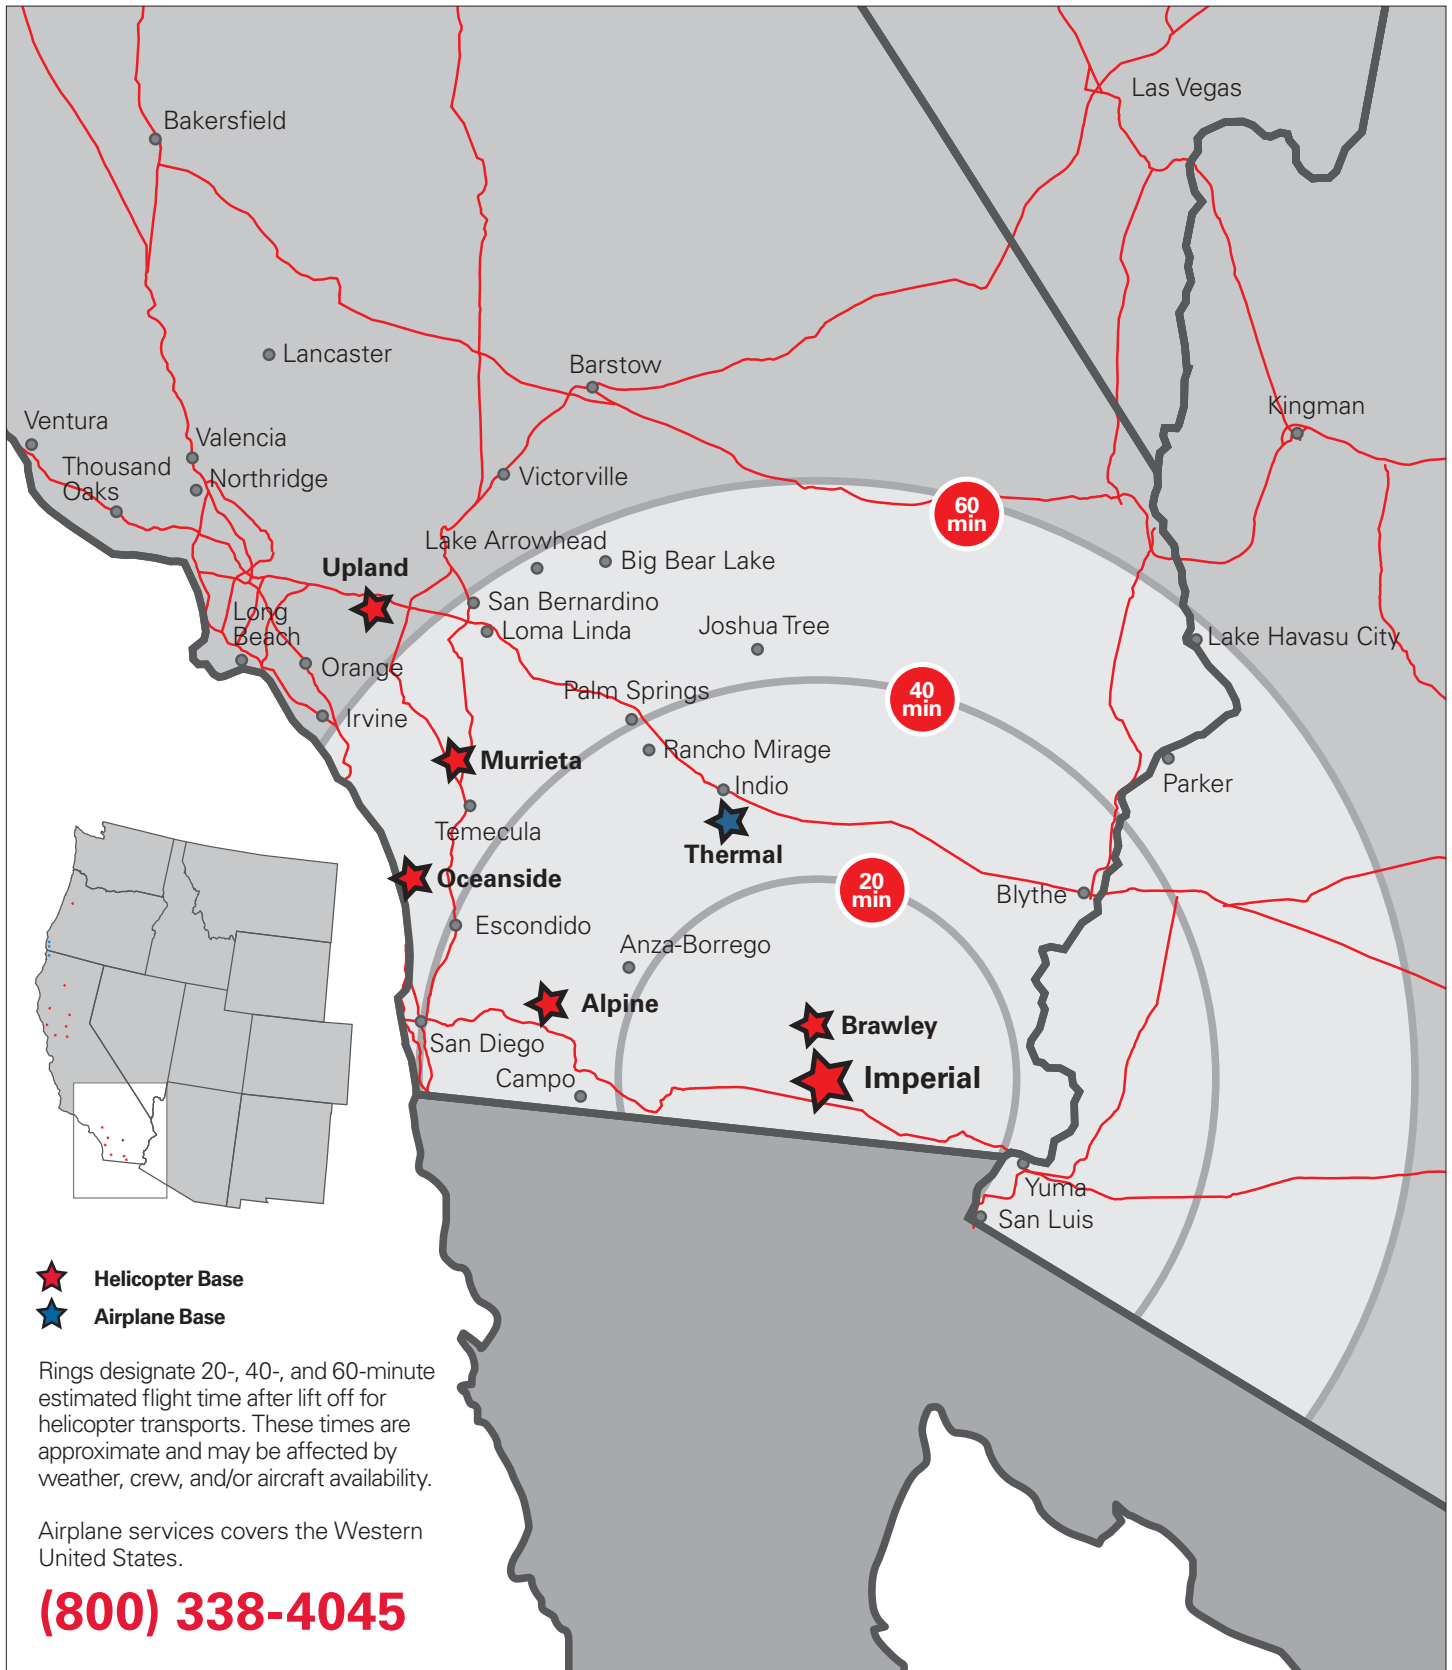 Las Vegas
Bakersfield
Lancaster
Barstow
Kingman
Ventura
Valencia
Thousand
Oaks
Northridge
Victorville
60
min
Lake Arrowhead
Big Bear Lake
Upland
San Bernardino
Long
Beach
Loma Linda
Joshua Tree
Lake Havasu City
Orange
Palm Springs
40
min
Irvine
Rancho Mirage
Murrieta
Indio
Parker
Temecula
Thermal
Oceanside
20
min
Blythe
Escondido
Anza-Borrego
Alpine
Brawley
San Diego
Campo
Imperial
Yuma
San Luis
Helicopter Base
Airplane Base
Rings designate 20-, 40-, and 60-minute
estimated flight time after lift off for
helicopter transports. These times are
approximate and may be affected by
weather, crew, and/or aircraft availability.
Airplane services covers the Western
United States.
(800) 338-4045